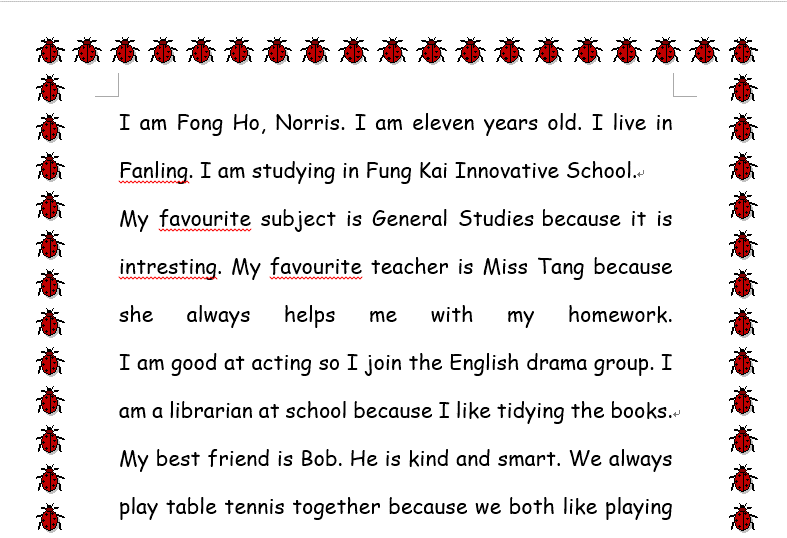 I am Fong Ho, Norris. I am eleven years old. I live in
Fanling. I am studying in Fung Kai Innovative School.
My favourite subject is General Studies because it is
intresting. My favourite teacher is Miss Tang because
she always helps me with my homework.
I am good at acting so I join the English drama group. I
am a librarian at school because I like tidying the books.
My best friend is Bob. He is kind and smart. We always
play table tennis together because we both like playing